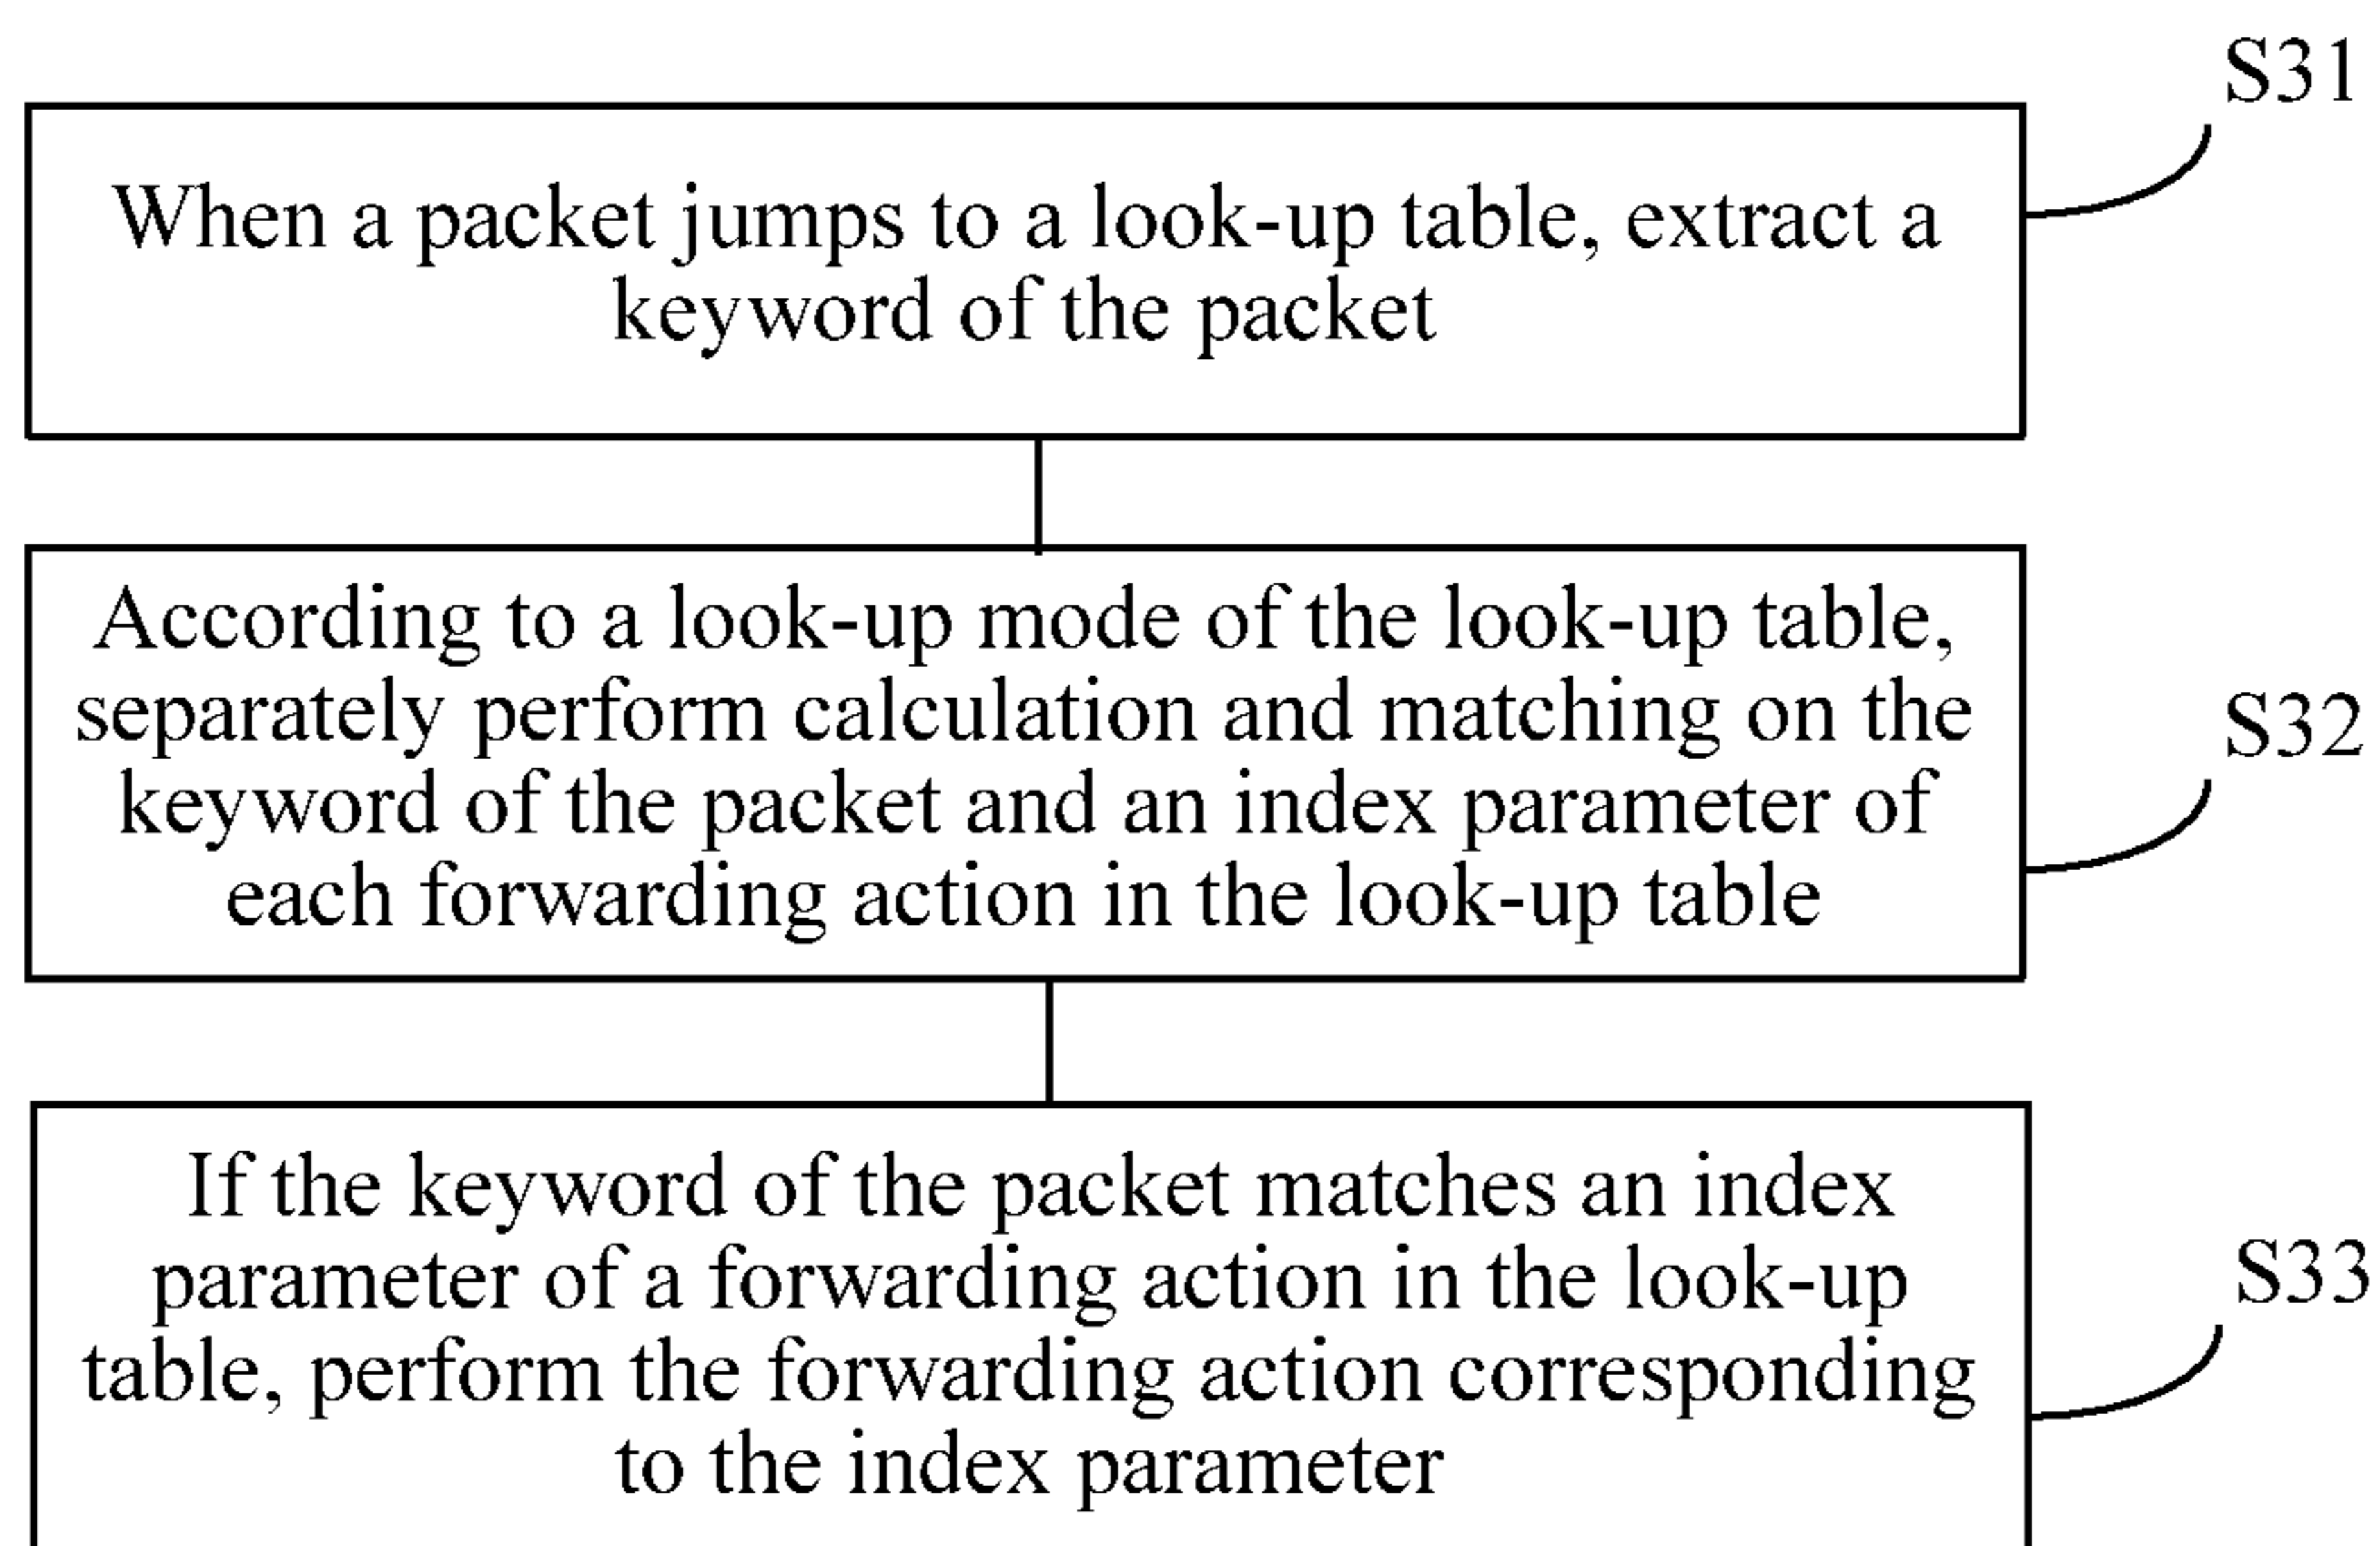 S31
When a packet jumps to a look-up table, extract a
keyword of the packet
According to a look-up mode of the look-up table,
separately perform calculation and matching on the
keyword of the packet and an index parameter of
each forwarding action in the look-up table
S32
If the keyword of the packet matches an index
parameter of a forwarding action in the look-up
table, perform the forwarding action corresponding
to the index parameter
S33